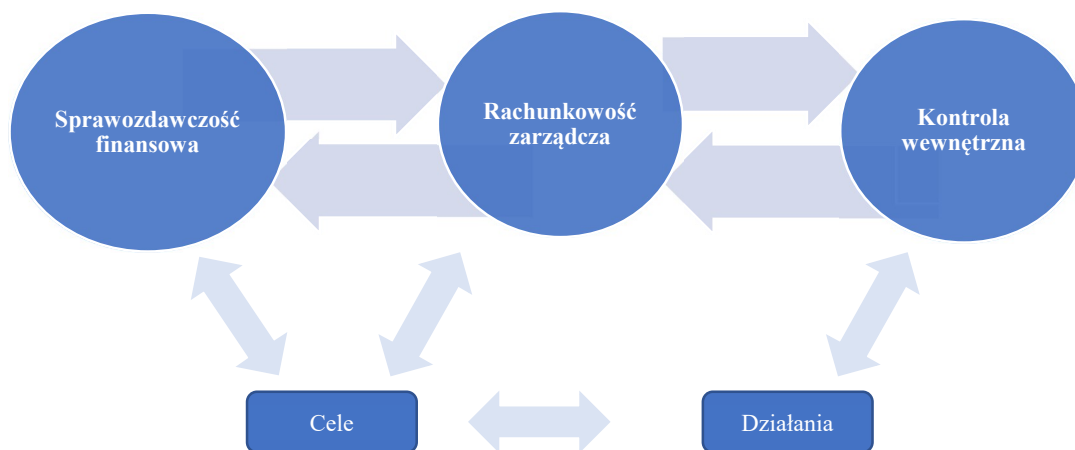 Sprawozdawczość
finansowa
Rachunkowość
zarządcza
Kontrola
wewnętrzna
Cele
Działania